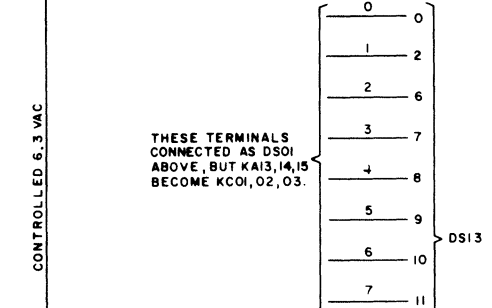 0 0
1 2
2 6
3 7
4 8
5 9
6 10
7 11
THESE TERMINALS
CONNECTED AS DS01
ABOVE, BUT KA13,14,15
BECOME KC01,02,03.
CONTROLLED 6.3 VAC
DS13